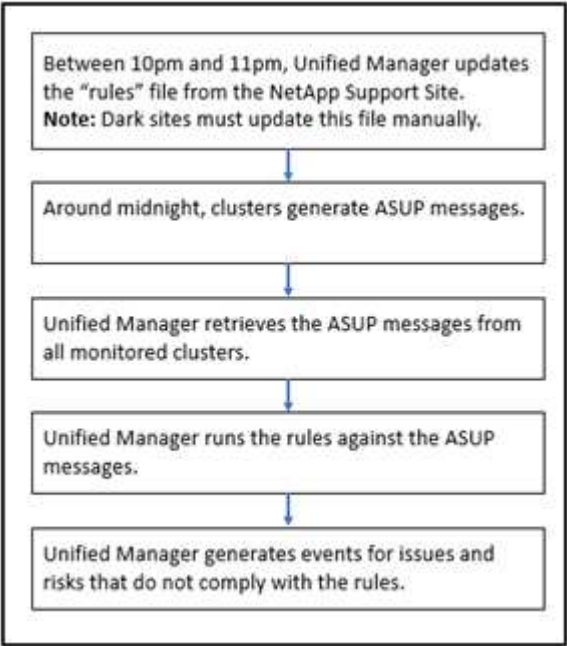 Between 10pm and 11pm, Unified Manager updates
the “rules” file from the NetApp Support Site.
Note: Dark sites must update this file manually.
Around midnight, clusters generate ASUP messages.
Unified Manager retrieves the ASUP messages from
all monitored clusters.
Unified Manager runs the rules against the ASUP
messages.
Unified Manager generates events for issues and
risks that do not comply with the rules.